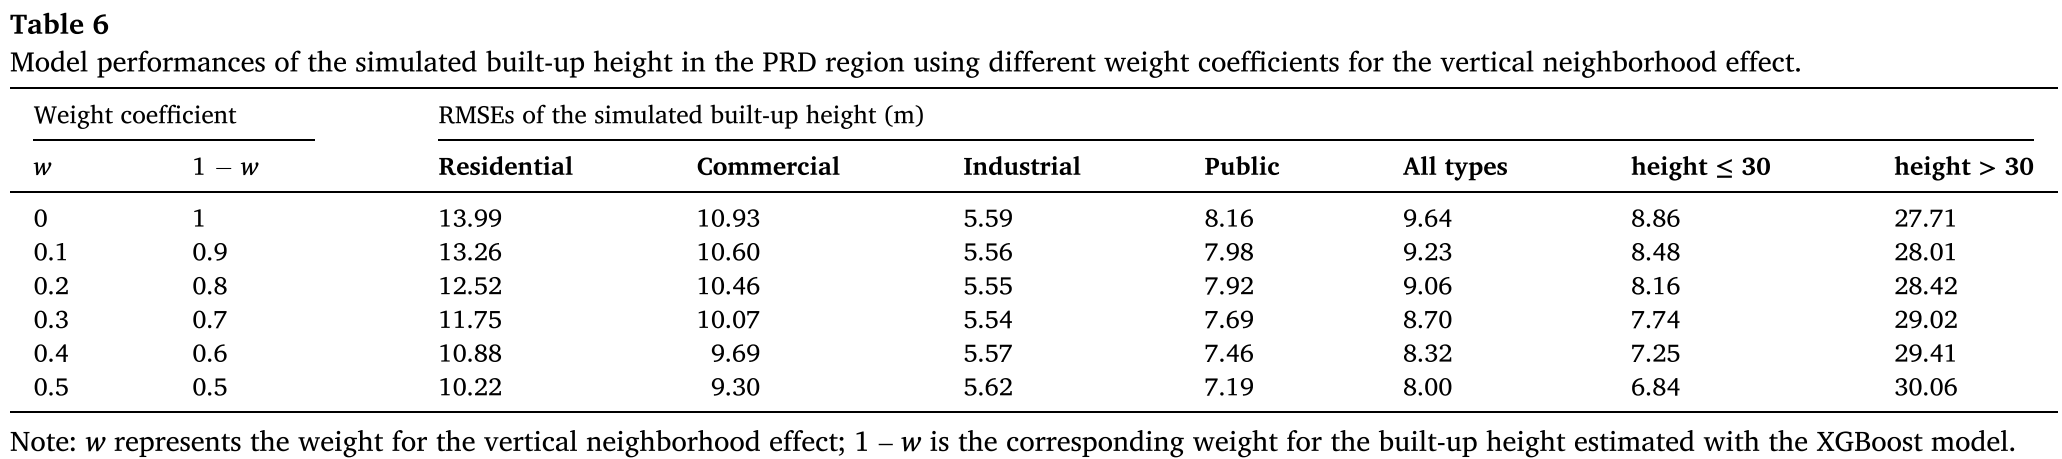 Table 6
Model performances of the simulated built-up height in the PRD region using different weight coefficients for the vertical neighborhood effect.
Weight coefficient RMSEs of the simulated built-up height (m)
w 1 − w Residential Commercial Industrial Public All types height ≤ 30 height > 30
0 1 13.99 10.93 5.59 8.16 9.64 8.86 27.71
0.1 0.9 13.26 10.60 5.56 7.98 9.23 8.48 28.01
0.2 0.8 12.52 10.46 5.55 7.92 9.06 8.16 28.42
0.3 0.7 11.75 10.07 5.54 7.69 8.70 7.74 29.02
0.4 0.6 10.88 9.69 5.57 7.46 8.32 7.25 29.41
0.5 0.5 10.22 9.30 5.62 7.19 8.00 6.84 30.06
Note: w represents the weight for the vertical neighborhood effect; 1 − w is the corresponding weight for the built-up height estimated with the XGBoost model.